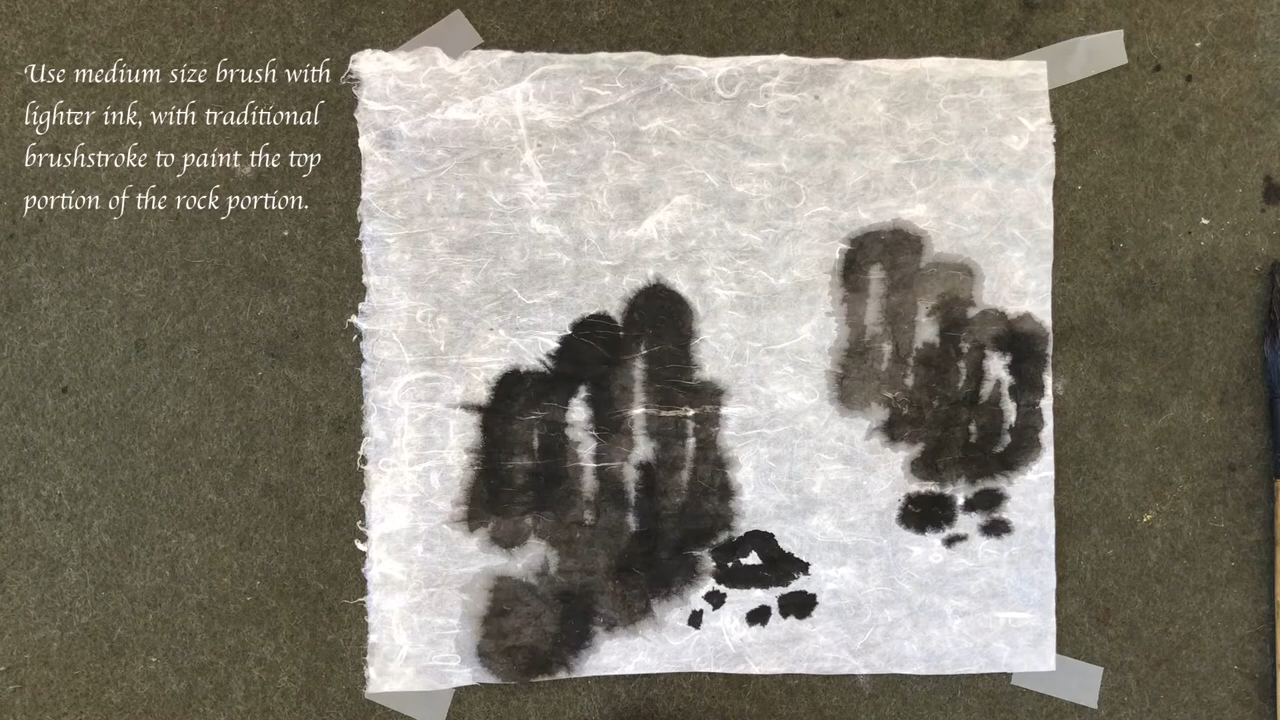 Use medium size brush with
lighter ink, with traditional
brushstroke to paint the top
portion of the rock portion.